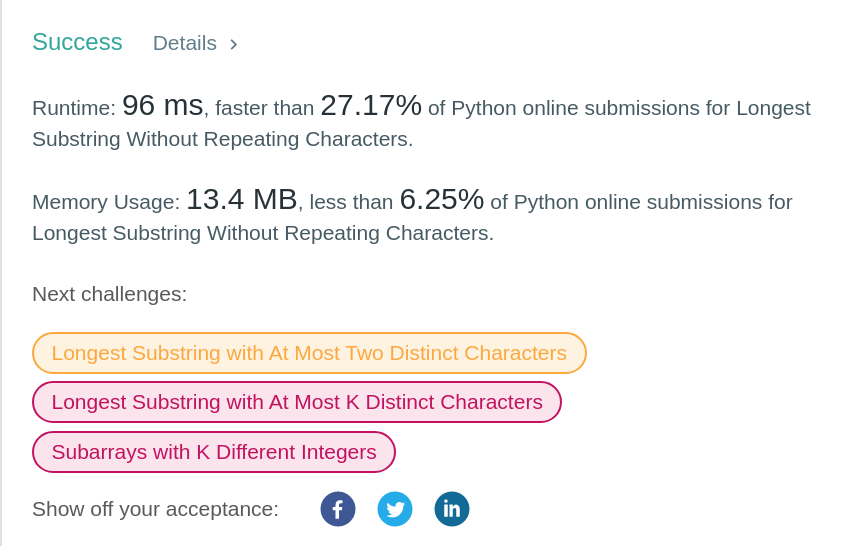 Success Details >
Runtime: 96 ms, faster than 27.17% of Python online submissions for Longest
Substring Without Repeating Characters.
Memory Usage: 13.4 MB, less than 6.25% of Python online submissions for
Longest Substring Without Repeating Characters.
Next challenges:
Longest Substring with At Most Two Distinct Characters
Longest Substring with At Most K Distinct Characters
Subarrays with K Different Integers
Show off your acceptance: f in